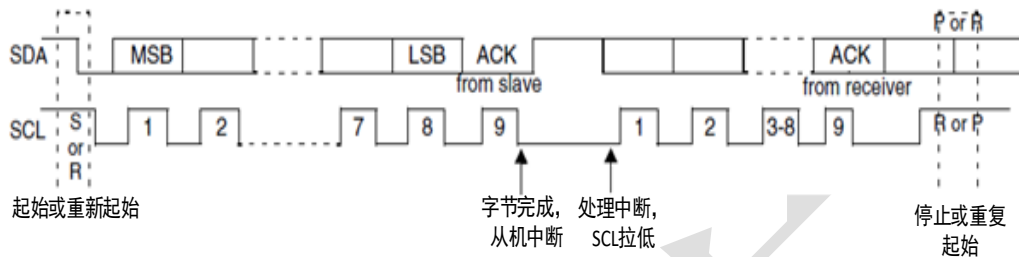 P or R
SDA MSB LSB ACK ACK
from slave from receiver
SCL S or R 1 2 7 8 9 1 2 3-8 9 R or P
起始或重新起始
字节完成,
从机中断
处理中断,
SCL拉低
停止或重复
起始